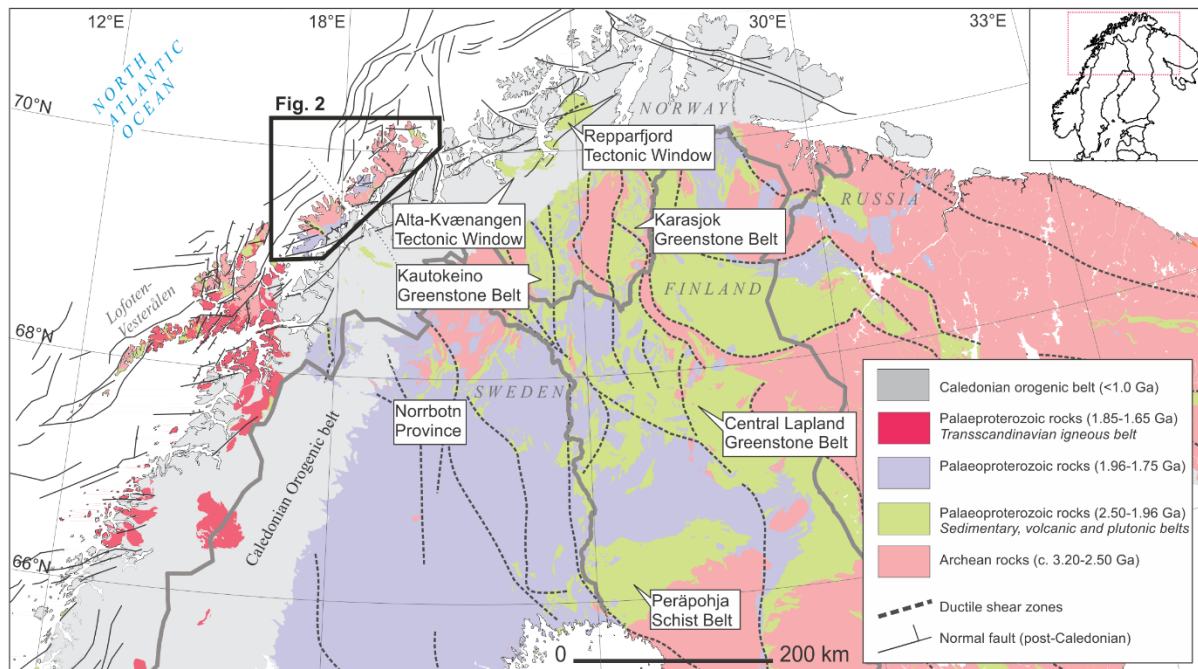 12°E
18°E
30°E
33°E
NORTH
ATLANTIC
OCEAN
70°N
Fig. 2
NORWAY
Repparfjord
Tectonic Window
RUSSIA
Alta-Kvænangen
Tectonic Window
Karasjok
Greenstone Belt
Kautokeino
Greenstone Belt
FINLAND
Lofoten-
Vesterålen
68°N
SWEDEN
Norrbotn
Province
Central Lapland
Greenstone Belt
Caledonian Orogenic belt
66°N
Peräpohja
Schist Belt
0
200 km
Caledonian orogenic belt (<1.0 Ga)
Palaeproterozoic rocks (1.85-1.65 Ga)
Transscandinavian igneous belt
Palaeoproterozoic rocks (1.96-1.75 Ga)
Palaeoproterozoic rocks (2.50-1.96 Ga)
Sedimentary, volcanic and plutonic belts
Archean rocks (c. 3.20-2.50 Ga)
Ductile shear zones
Normal fault (post-Caledonian)